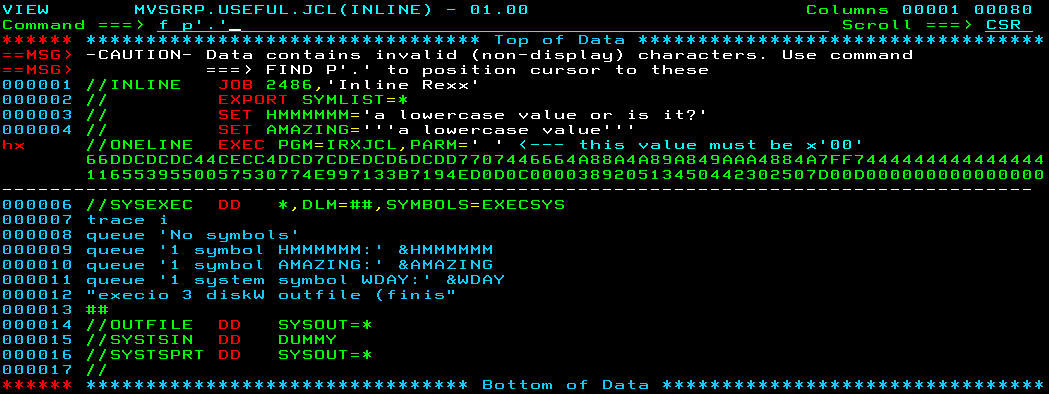 VIEW MVSGRP.USEFUL.JCL(INLINE) - 01.00 Columns 00001 00080
Command ===> f p'.' Scroll ===> CSR
****** ********************************* Top of Data **********************************
==MSG> -CAUTION- Data contains invalid (non-display) characters. Use command
==MSG> ===> FIND P'.' to position cursor to these
000001 //INLINE   JOB 2486,'Inline Rexx'
000002 //         EXPORT SYMLIST=*
000003 //         SET HMMMMMM='a lowercase value or is it?'
000004 //         SET AMAZING='''a lowercase value'''
hx     //ONELINE  EXEC PGM=IRXJCL,PARM=' ' <--- this value must be x'00'
66DDCDCDC44CECC4DCD7CDEDCD6DCDD7707446664A88A4A89A849AAA4884A7FF7444444444444444
1165539550057530774E997133B7194ED0D0C000038920513450442302507D00D000000000000000
000006 //SYSEXEC  DD   *,DLM=##,SYMBOLS=EXECSYS
000007 trace i
000008 queue 'No symbols'
000009 queue '1 symbol HMMMMMM:' &HMMMMMM
000010 queue '1 symbol AMAZING:' &AMAZING
000011 queue '1 system symbol WDAY:' &WDAY
000012 "execio 3 diskW outfile (finis"
000013 ##
000014 //OUTFILE  DD   SYSOUT=*
000015 //SYSTSIN  DD   DUMMY
000016 //SYSTSPRT DD   SYSOUT=*
000017 //
****** ******************************** Bottom of Data ********************************